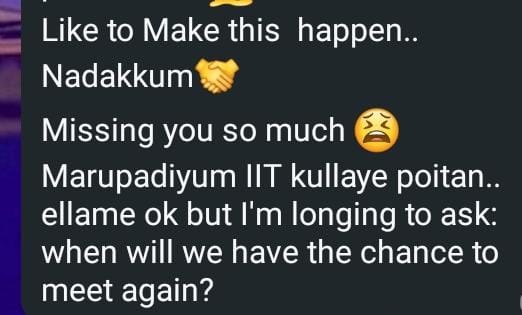 Like to Make this  happen..
Nadakkum🤝
Missing you so much 😫
Marupadiyum IIT kullaye poitan..
ellame ok but I'm longing to ask:
when will we have the chance to
meet again?